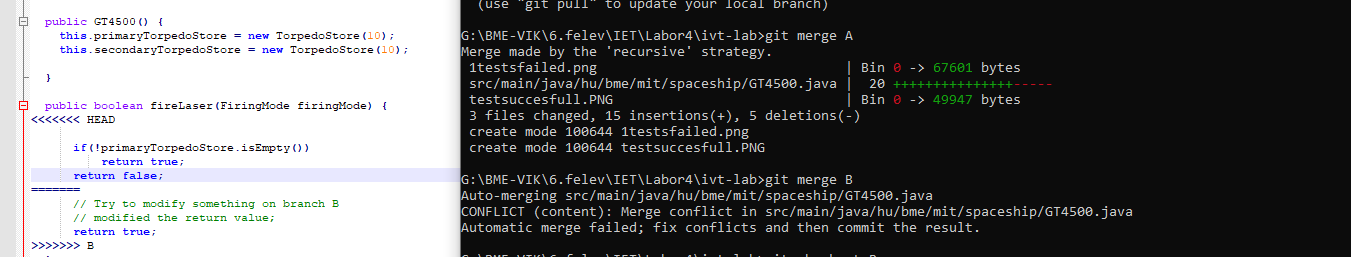 public GT4500() {
this.primaryTorpedoStore = new TorpedoStore(10);
this.secondaryTorpedoStore = new TorpedoStore(10);
}
public boolean fireLaser(FiringMode firingMode) {
<<<<<<< HEAD
if(!primaryTorpedoStore.isEmpty())
return true;
return false;
=======
// Try to modify something on branch B
// modified the return value;
return true;
>>>>>>> B
(use "git pull" to update your local branch)
G:\BME-VIK\6.felev\IET\Labor4\ivt-lab>git merge A
Merge made by the 'recursive' strategy.
1testsfailed.png | Bin 0 -> 67601 bytes
src/main/java/hu/bme/mit/spaceship/GT4500.java | 20 +++++++++++++++-----
testsuccesfull.PNG | Bin 0 -> 49947 bytes
3 files changed, 15 insertions(+), 5 deletions(-)
create mode 100644 1testsfailed.png
create mode 100644 testsuccesfull.PNG
G:\BME-VIK\6.felev\IET\Labor4\ivt-lab>git merge B
Auto-merging src/main/java/hu/bme/mit/spaceship/GT4500.java
CONFLICT (content): Merge conflict in src/main/java/hu/bme/mit/spaceship/GT4500.java
Automatic merge failed; fix conflicts and then commit the result.